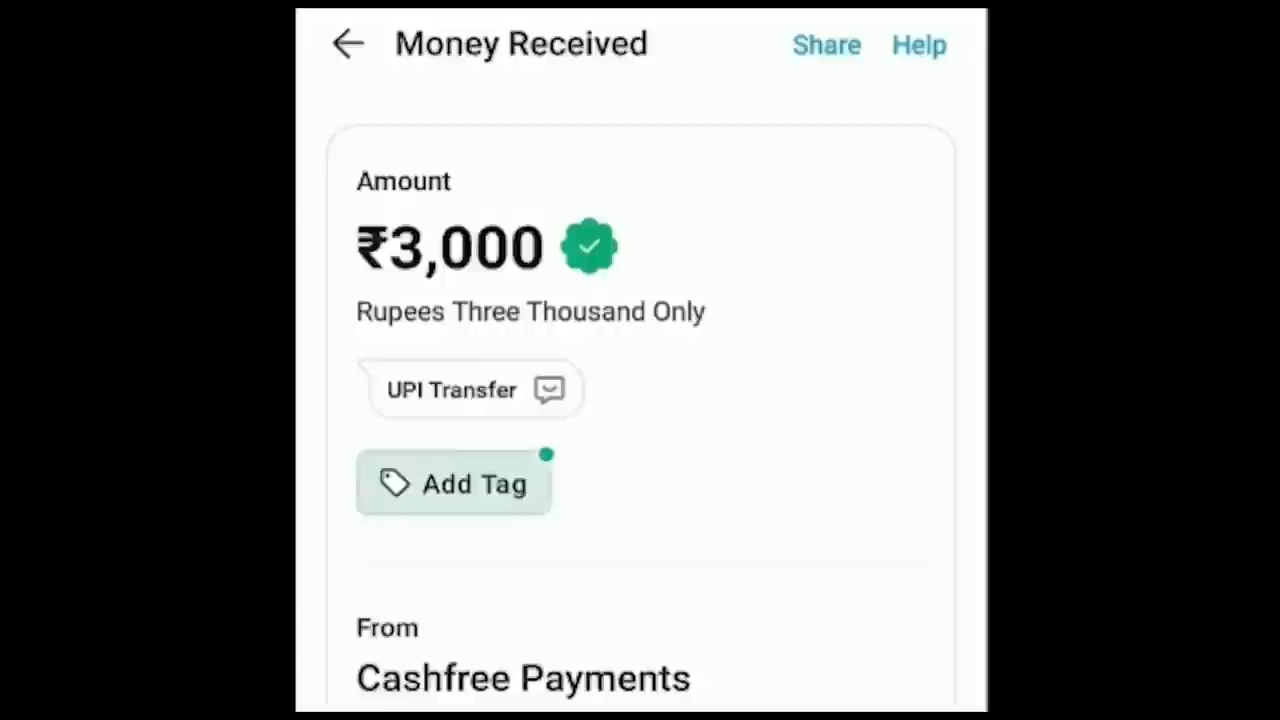 Money Received
Share Help
Amount
₹3,000
Rupees Three Thousand Only
UPI Transfer
Add Tag
From
Cashfree Payments